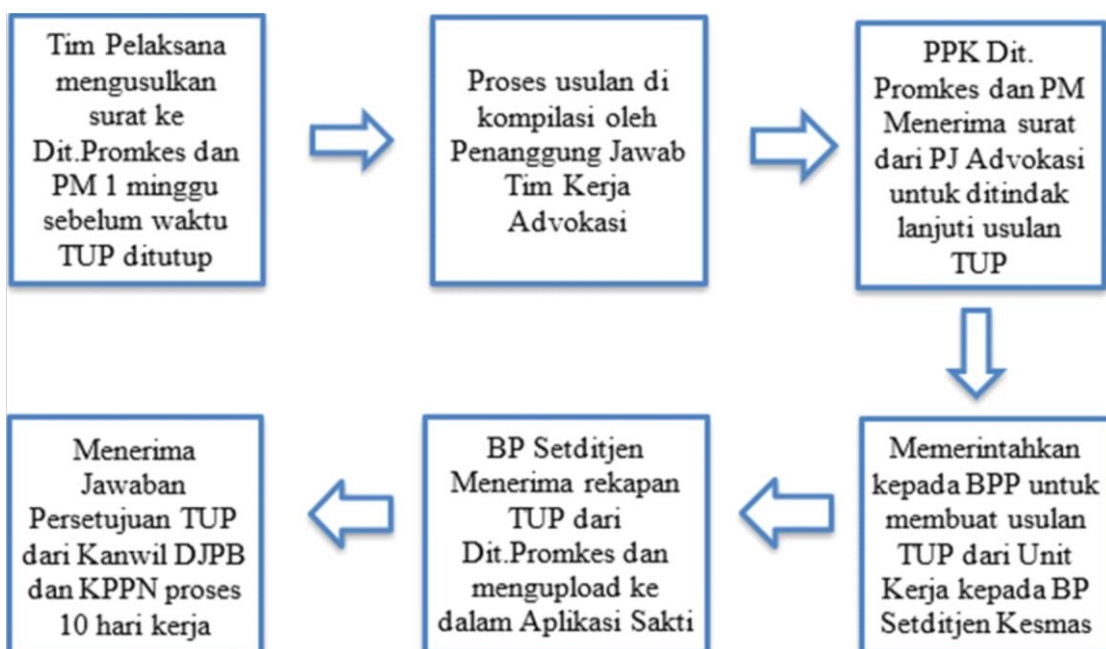 Tim Pelaksana
mengusulkan
surat ke
Dit.Promkes dan
PM 1 minggu
sebelum waktu
TUP ditutup
Proses usulan di
kompilasi oleh
Penanggung Jawab
Tim Kerja
Advokasi
PPK Dit.
Promkes dan PM
Menerima surat
dari PJ Advokasi
untuk ditindak
lanjuti usulan
TUP
Memerintahkan
kepada BPP untuk
membuat usulan
TUP dari Unit
Kerja kepada BP
Setditjen Kesmas
BP Setditjen
Menerima rekapan
TUP dari
Dit.Promkes dan
mengupload ke
dalam Aplikasi Sakti
Menerima
Jawaban
Persetujuan TUP
dari Kanwil DJPB
dan KPPN proses
10 hari kerja